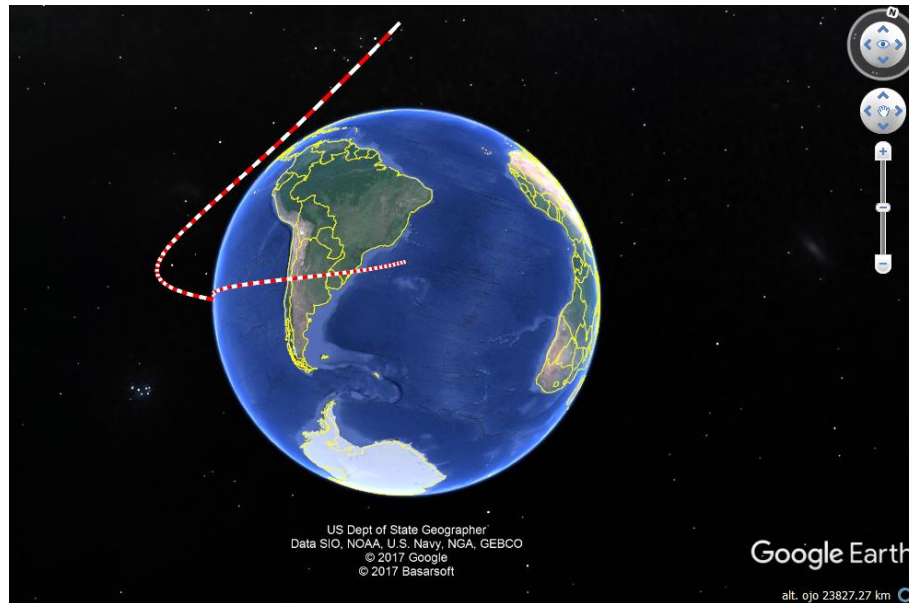 N
US Dept of State Geographer
Data SIO, NOAA, U.S. Navy, NGA, GEBCO
© 2017 Google
© 2017 Basarsoft
Google Earth
alt. ojo 23827.27 km